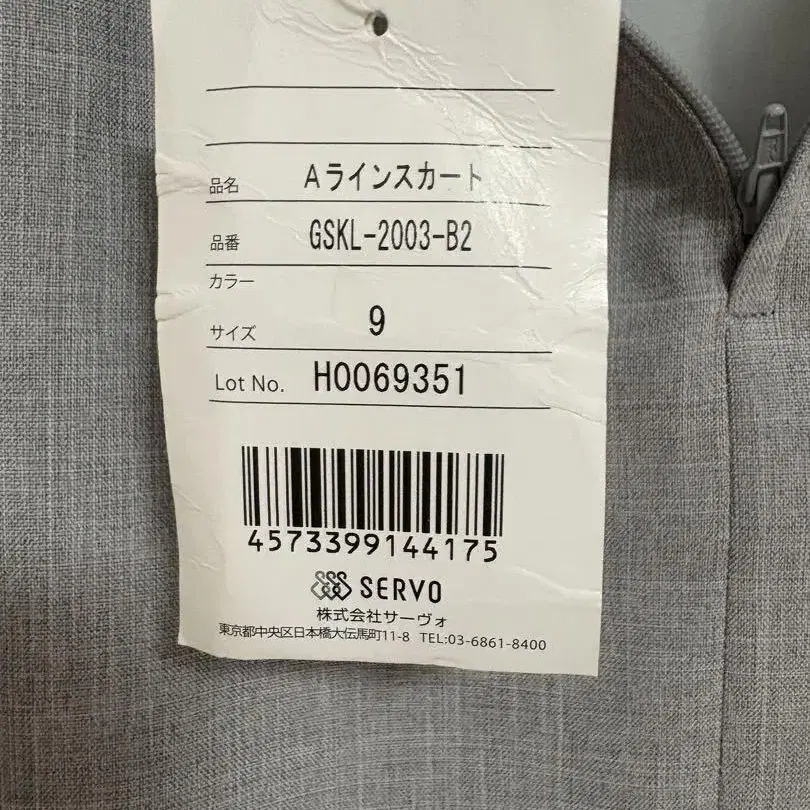 品名 Aラインスカート
品番 GSKL-2003-B2
カラー
サイズ 9
Lot No. H0069351
4573399144175
SERVO
株式会社サーヴォ
東京都中央区日本橋大伝馬町11-8 TEL:03-6861-8400